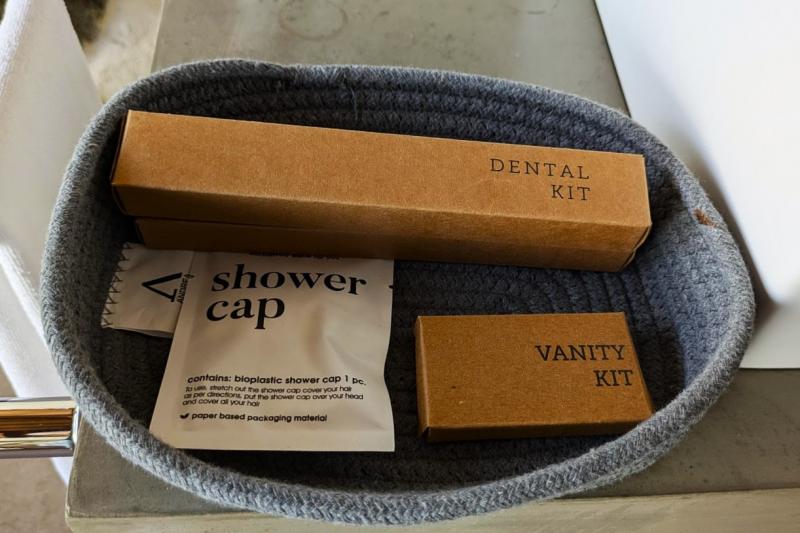 DENTAL
KIT
shower
cap
contains: bioplastic shower cap 1 pc.
To use, stretch out the shower cap cover your hair
as per directions, put the shower cap over your head
and cover all your hair
paper based packaging material
VANITY
KIT